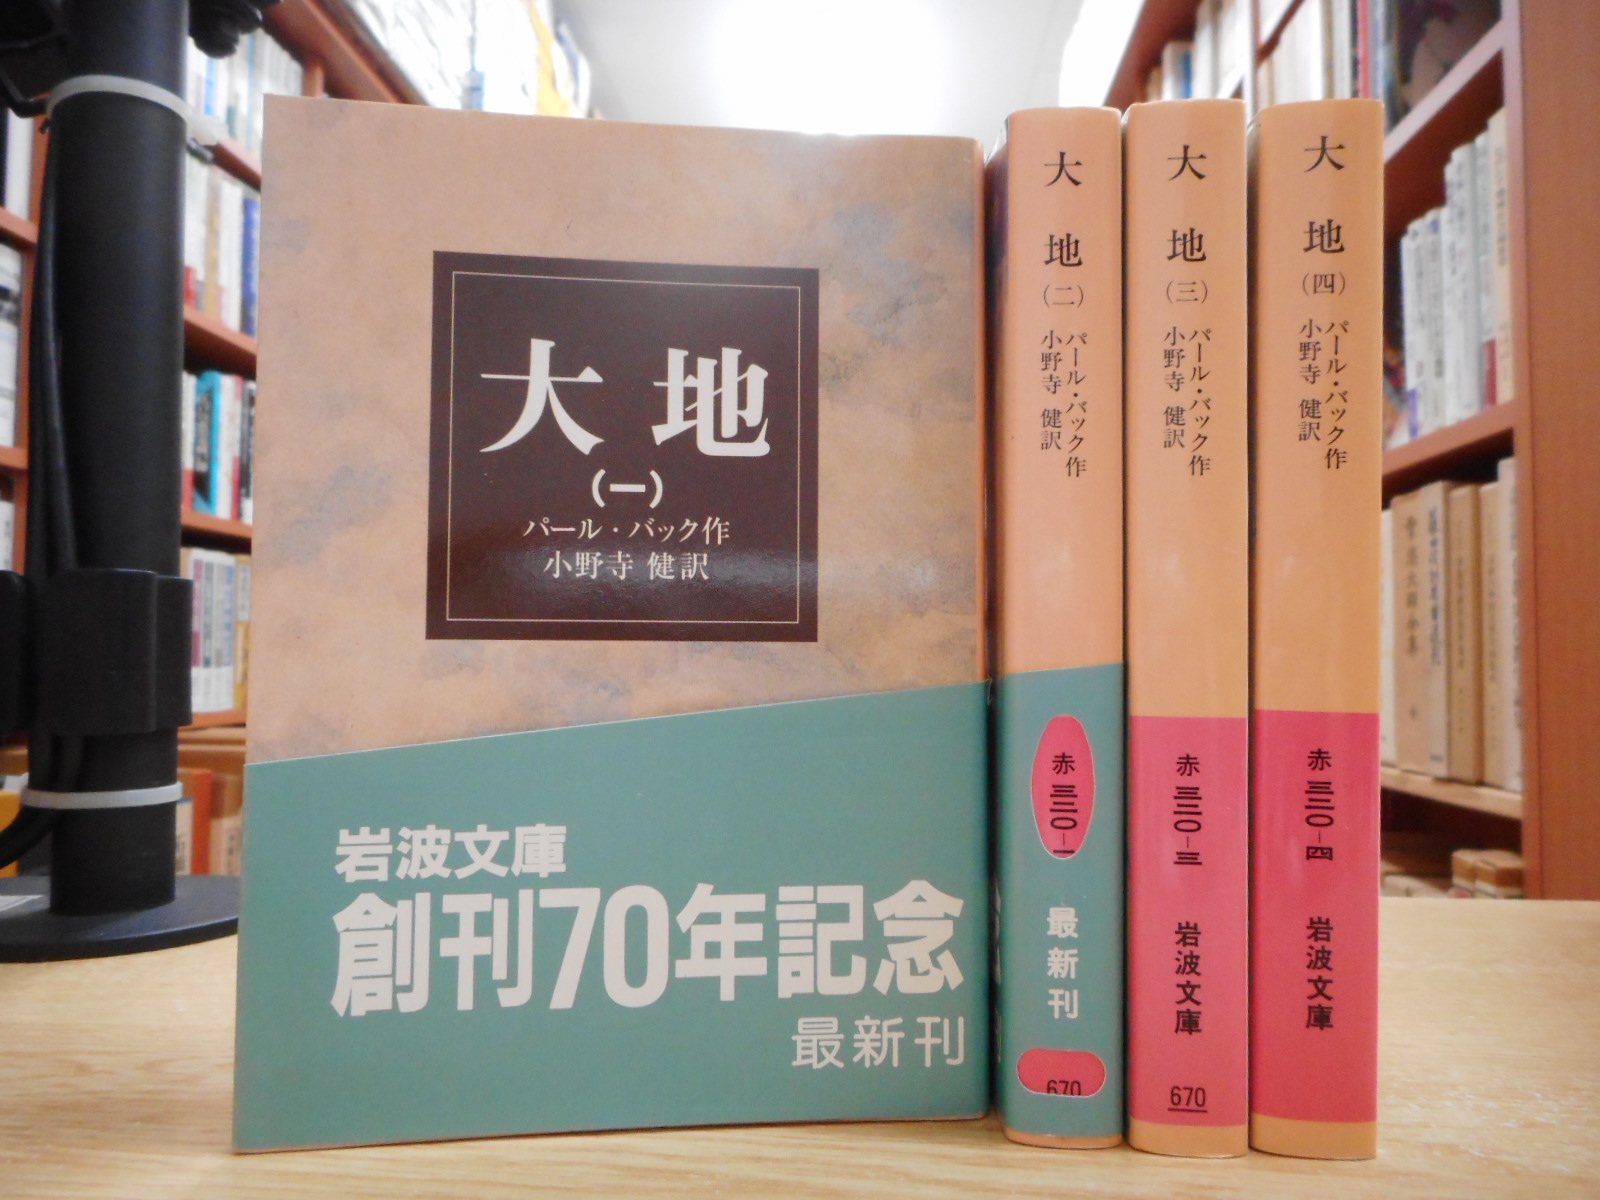 大地
(一)
パール・バック作
小野寺 健訳
岩波文庫
創刊70年記念
最新刊
大地(二)
パール・バック作
小野寺 健訳
赤三二〇-
最新刊
670
大地(三)
パール・バック作
小野寺 健訳
赤三二〇-三
岩波文庫
670
大地(四)
パール・バック作
小野寺 健訳
赤三二〇-四
岩波文庫